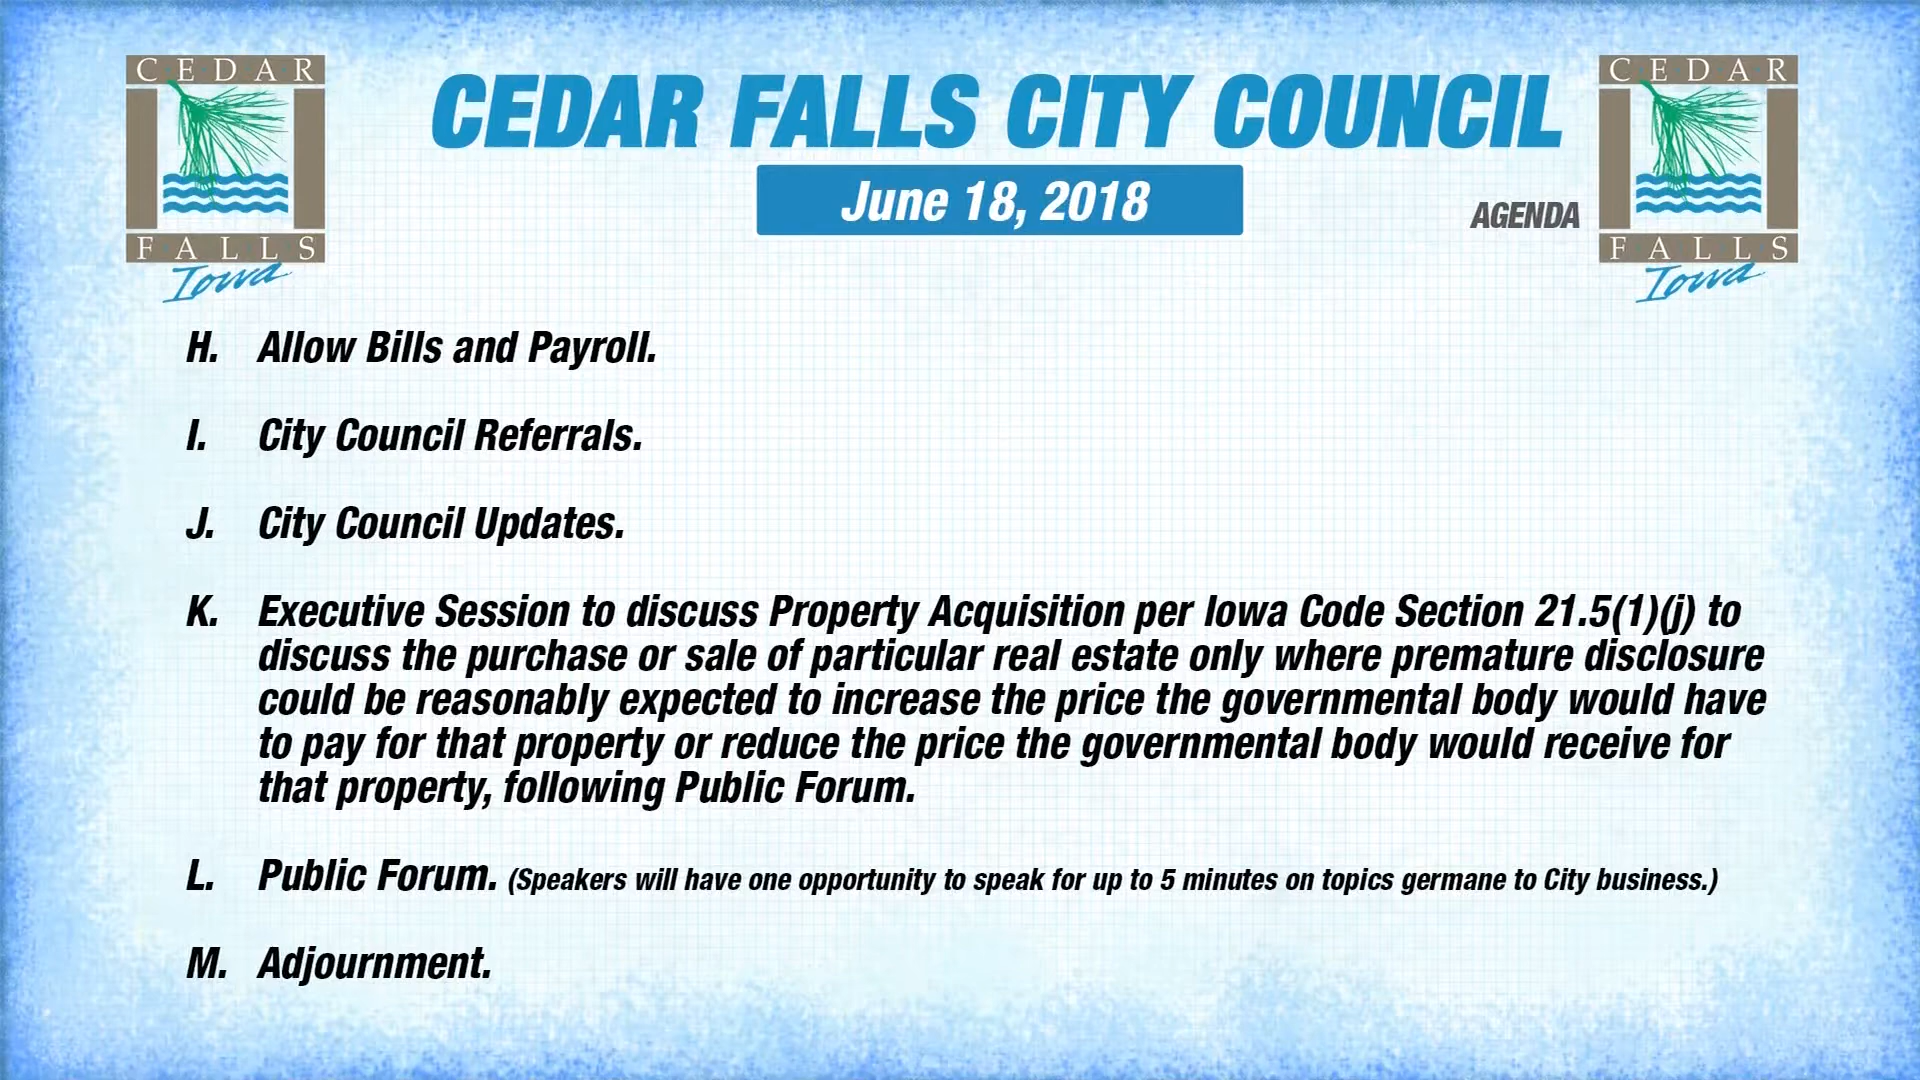 CEDAR
FALLS
Iowa
CEDAR FALLS CITY COUNCIL
June 18, 2018
AGENDA
CEDAR
FALLS
Iowa
H. Allow Bills and Payroll.
I. City Council Referrals.
J. City Council Updates.
K. Executive Session to discuss Property Acquisition per Iowa Code Section 21.5(1)(j) to
discuss the purchase or sale of particular real estate only where premature disclosure
could be reasonably expected to increase the price the governmental body would have
to pay for that property or reduce the price the governmental body would receive for
that property, following Public Forum.
L. Public Forum. (Speakers will have one opportunity to speak for up to 5 minutes on topics germane to City business.)
M. Adjournment.